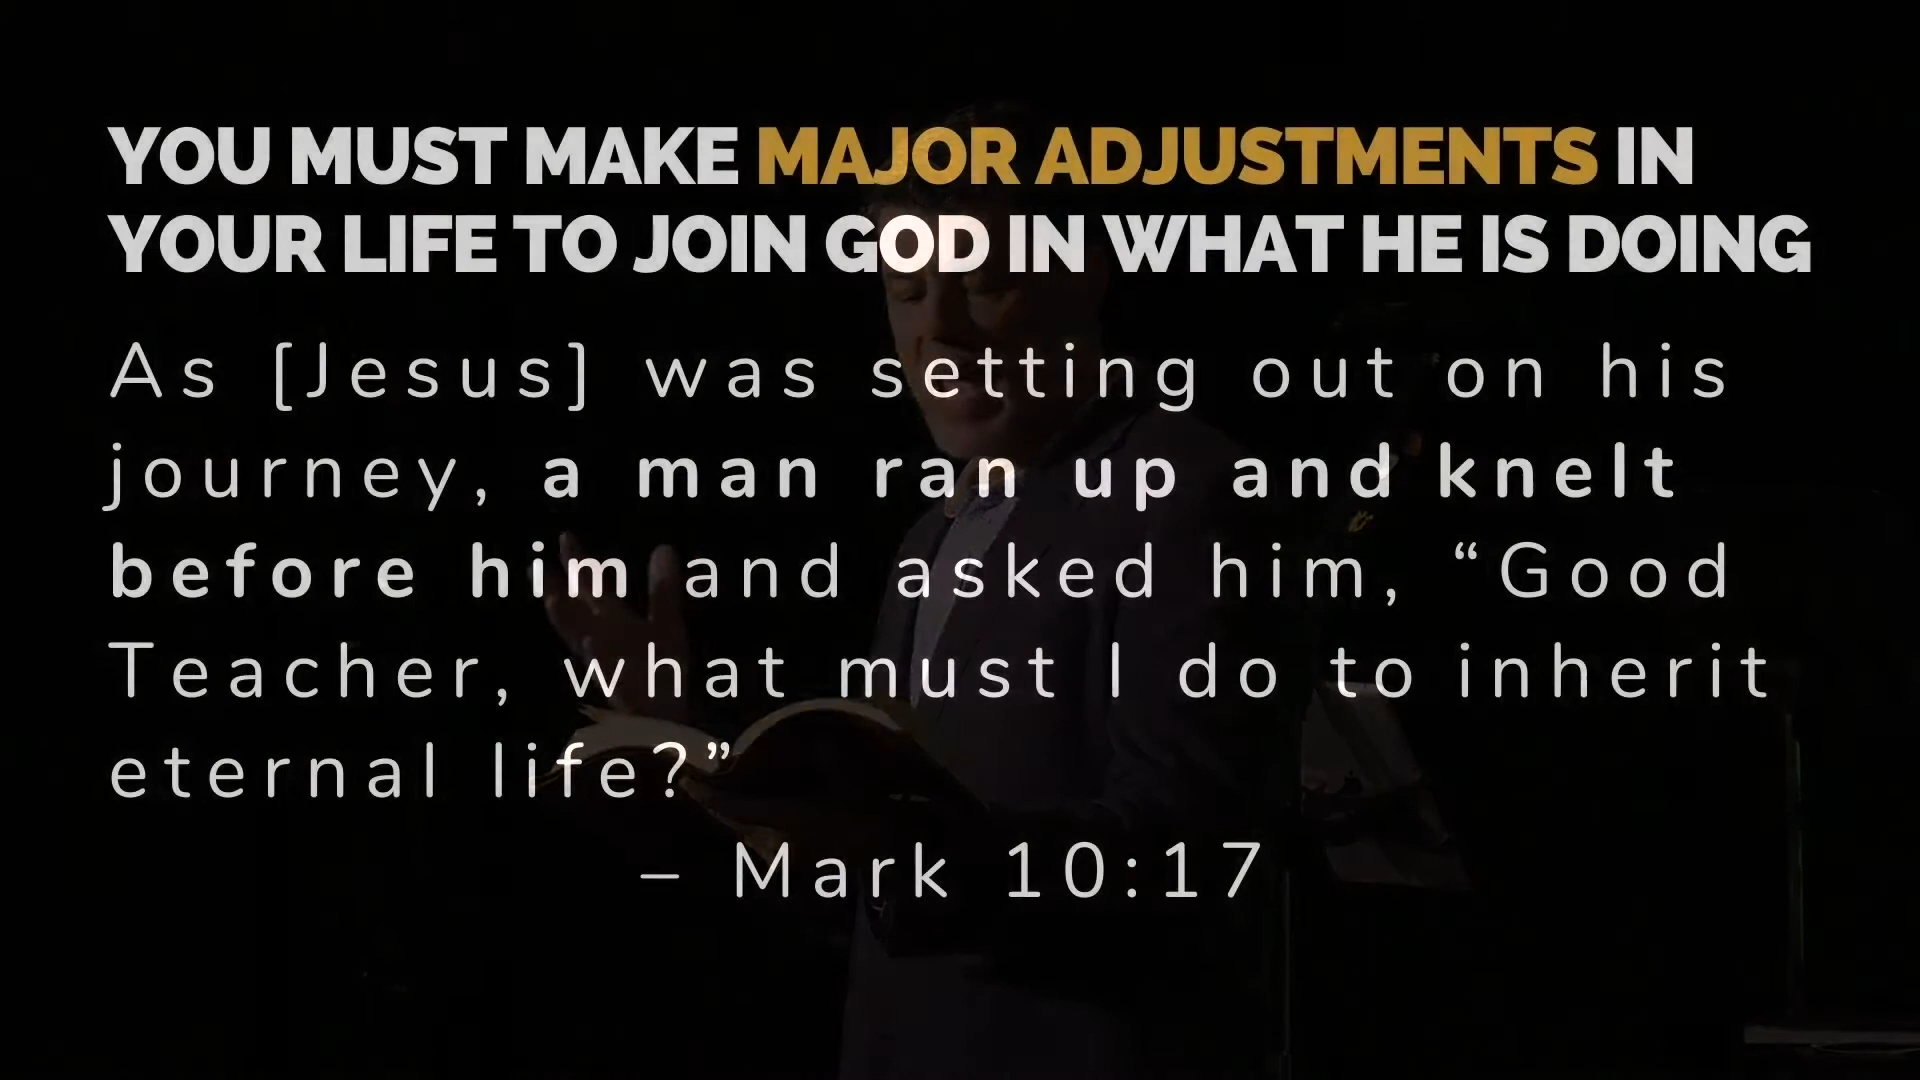 YOU MUST MAKE MAJOR ADJUSTMENTS IN
YOUR LIFE TO JOIN GOD IN WHAT HE IS DOING
As [Jesus] was setting out on his
journey, a man ran up and knelt
before him and asked him, “Good
Teacher, what must I do to inherit
eternal life?”
– Mark 10:17